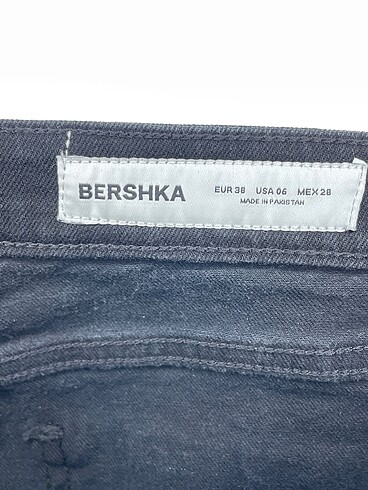 BERSHKA
EUR 38 USA 06 MEX 28
MADE IN PAKISTAN